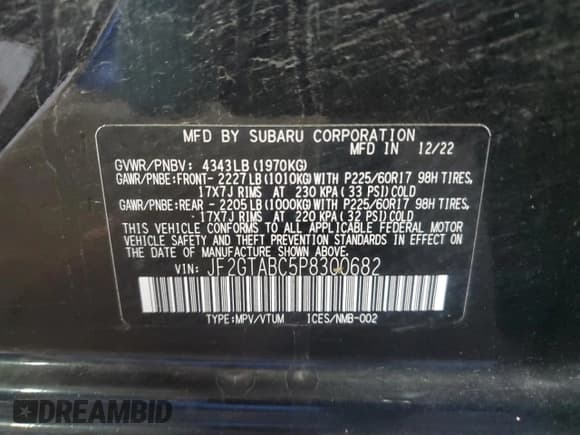 MFD BY SUBARU CORPORATION
MFD IN 12/22
GVWR/PNBV: 4343LB(1970KG)
GAWR/PNBE:FRONT- 2227LB(1010KG)WITH P225/60R17 98H TIRES,
17X7J RIMS AT 230 KPA(33 PSI)COLD
GAWR/PNBE:REAR - 2205LB(1000KG)WITH P225/60R17 98H TIRES,
17X7J RIMS AT 220 KPA(32 PSI)COLD
THIS VEHICLE CONFORMS TO ALL APPLICABLE FEDERAL MOTOR
VEHICLE SAFETY AND THEFT PREVENTION STANDARDS IN EFFECT
ON THE DATE OF MANUFACTURE SHOWN ABOVE.
VIN: JF2GTABC5P8300682
TYPE:MPV/VTUM ICES/NMB-002
DREAMBID